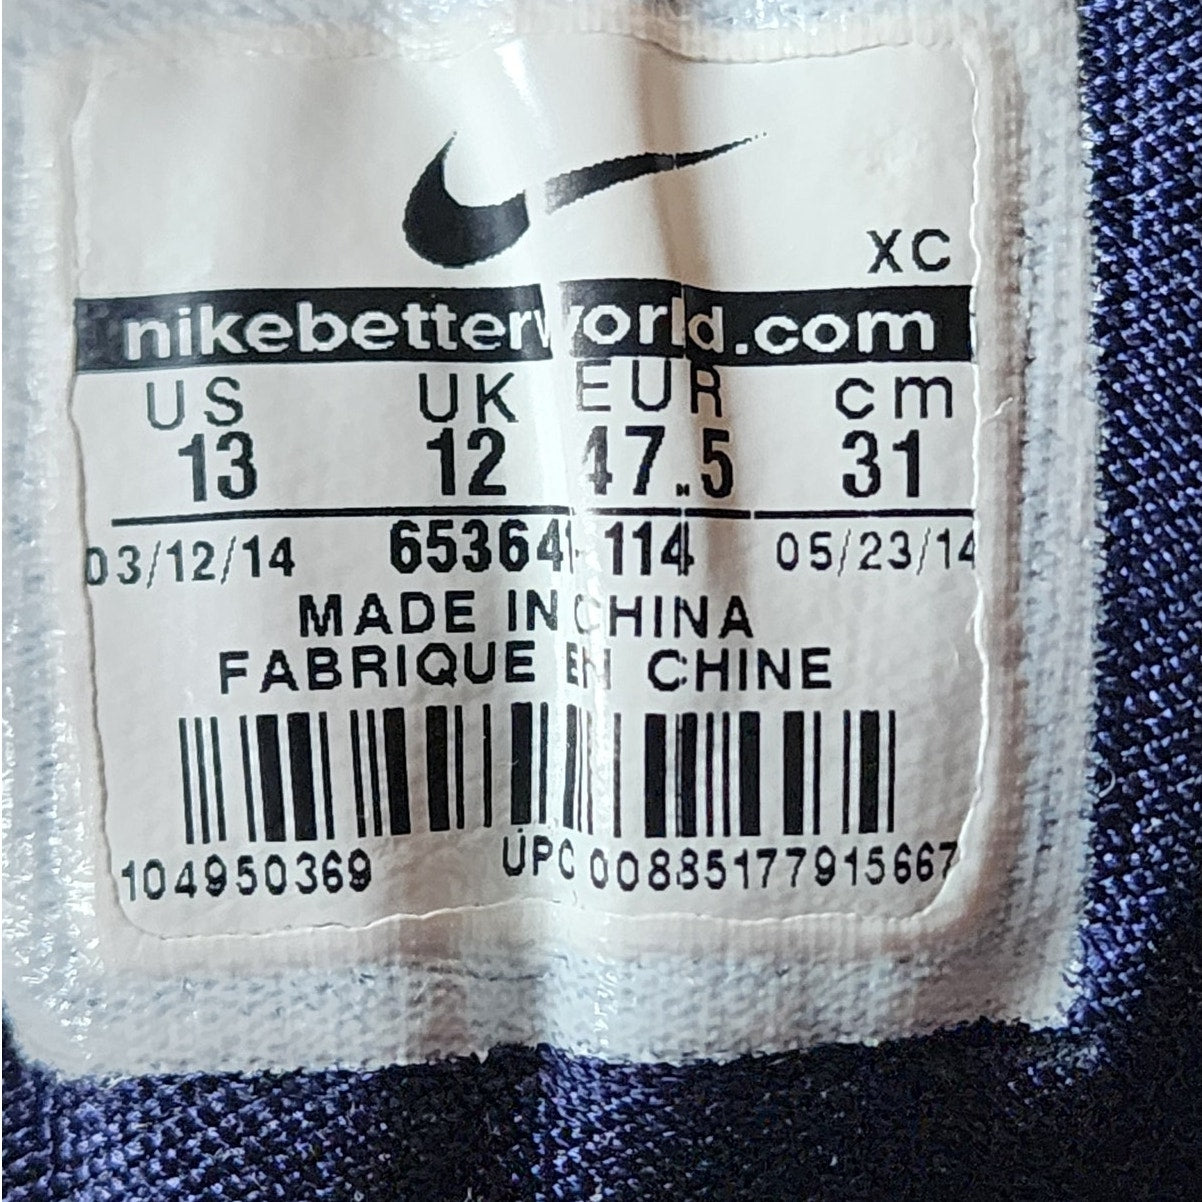 XC
nikebetterworld.com
US UK EUR cm
13 12 47.5 31
03/12/14 653641-114 05/23/14
MADE IN CHINA
FABRIQUE EN CHINE
104950369 UPC 00885177915667